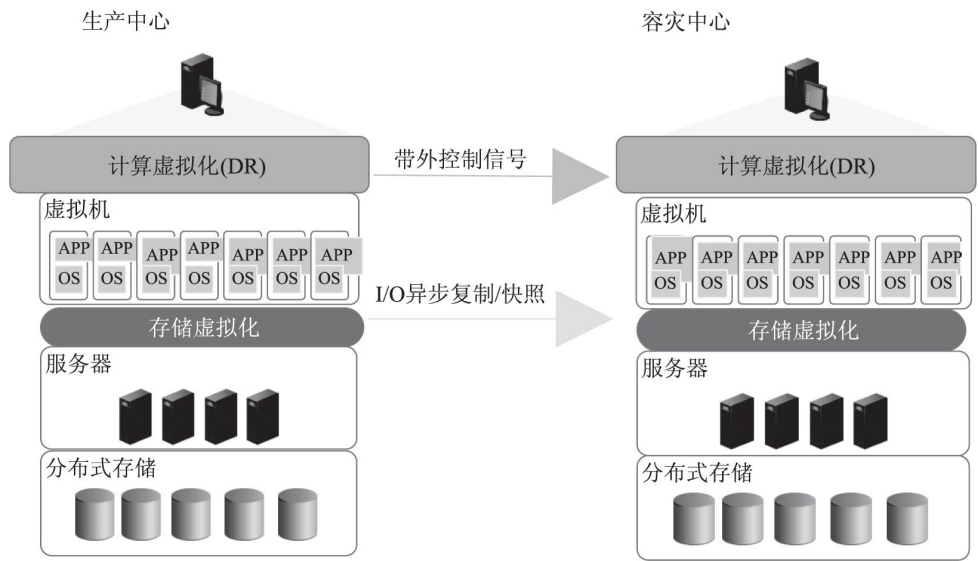 生产中心
容灾中心
计算虚拟化(DR)
带外控制信号
计算虚拟化(DR)
虚拟机
APP APP APP APP APP APP APP
OS OS OS OS OS OS OS
虚拟机
APP APP APP APP APP APP APP
OS OS OS OS OS OS OS
I/O异步复制/快照
存储虚拟化
存储虚拟化
服务器
服务器
分布式存储
分布式存储